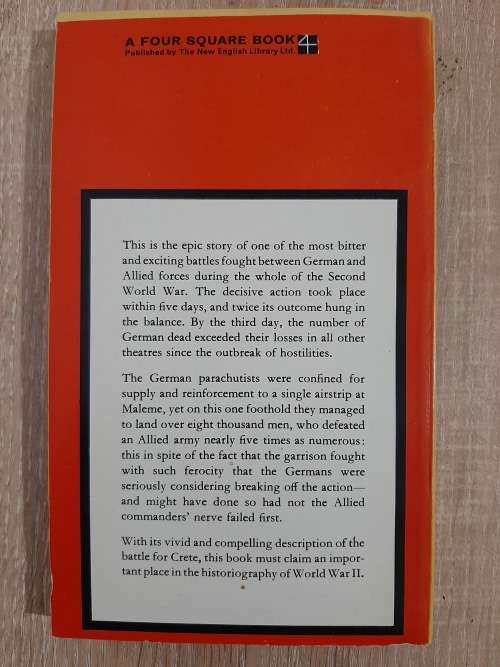 A FOUR SQUARE BOOK 4
Published by The New English Library Ltd.
This is the epic story of one of the most bitter
and exciting battles fought between German and
Allied forces during the whole of the Second
World War. The decisive action took place
within five days, and twice its outcome hung in
the balance. By the third day, the number of
German dead exceeded their losses in all other
theatres since the outbreak of hostilities.
The German parachutists were confined for
supply and reinforcement to a single airstrip at
Maleme, yet on this one foothold they managed
to land over eight thousand men, who defeated
an Allied army nearly five times as numerous:
this in spite of the fact that the garrison fought
with such ferocity that the Germans were
seriously considering breaking off the action—
and might have done so had not the Allied
commanders' nerve failed first.
With its vivid and compelling description of the
battle for Crete, this book must claim an impor-
tant place in the historiography of World War II.